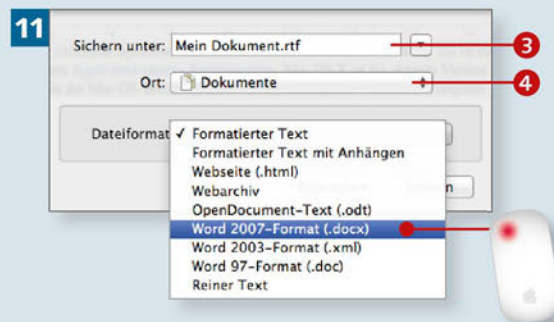 11
Sichern unter: Mein Dokument.rtf 3
Ort: Dokumente 4
Dateiformat ✓ Formatierter Text
Formatierter Text mit Anhängen
Webseite (.html)
Webarchiv
OpenDocument-Text (.odt)
Word 2007-Format (.docx)
Word 2003-Format (.xml)
Word 97-Format (.doc)
Reiner Text